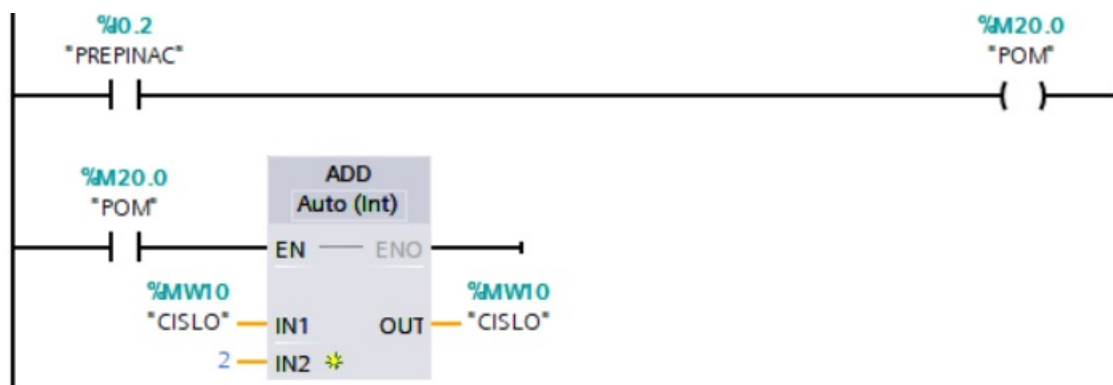 %I0.2
"PREPINAC"
%M20.0
"POM"
%M20.0
"POM"
ADD
Auto (Int)
EN
ENO
%MW10
"CISLO"
IN1
OUT
%MW10
"CISLO"
2
IN2